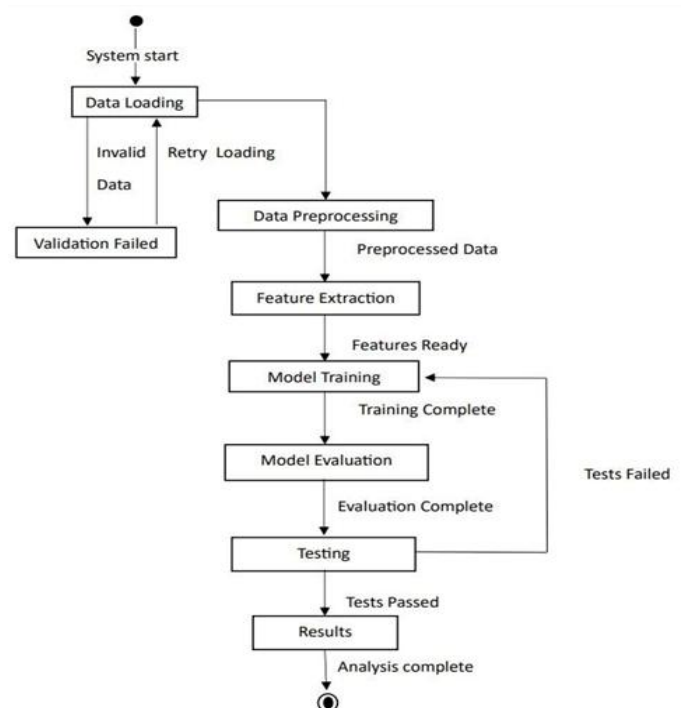 System start
Data Loading
Invalid
Data
Retry Loading
Validation Failed
Data Preprocessing
Preprocessed Data
Feature Extraction
Features Ready
Model Training
Training Complete
Model Evaluation
Tests Failed
Evaluation Complete
Testing
Tests Passed
Results
Analysis complete